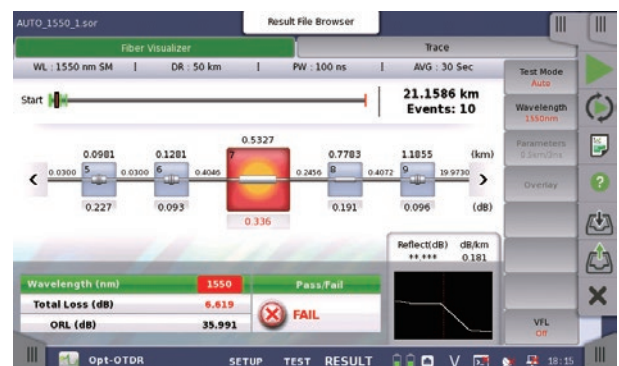 AUTO_1550_1.sor
Result File Browser
Fiber Visualizer
Trace
WL : 1550 nm SM | DR : 50 km | PW : 100 ns | AVG : 30 Sec
Test Mode
Auto
Start
21.1586 km
Events: 10
Wavelength
1550nm
Parameters
0.5km/3ns
Overlay
0.0981 0.1281 0.5327 0.7783 1.1855 (km)
5 6 7 8 9
0.0300 0.0300 0.4046 0.2456 0.4072 19.9730
0.227 0.093 0.336 0.191 0.096 (dB)
Reflect(dB) dB/km
**.*** 0.181
Wavelength (nm) 1550 Pass/Fail
Total Loss (dB) 6.619
ORL (dB) 35.991
FAIL
VFL
Off
Opt-OTDR SETUP TEST RESULT V 18:15